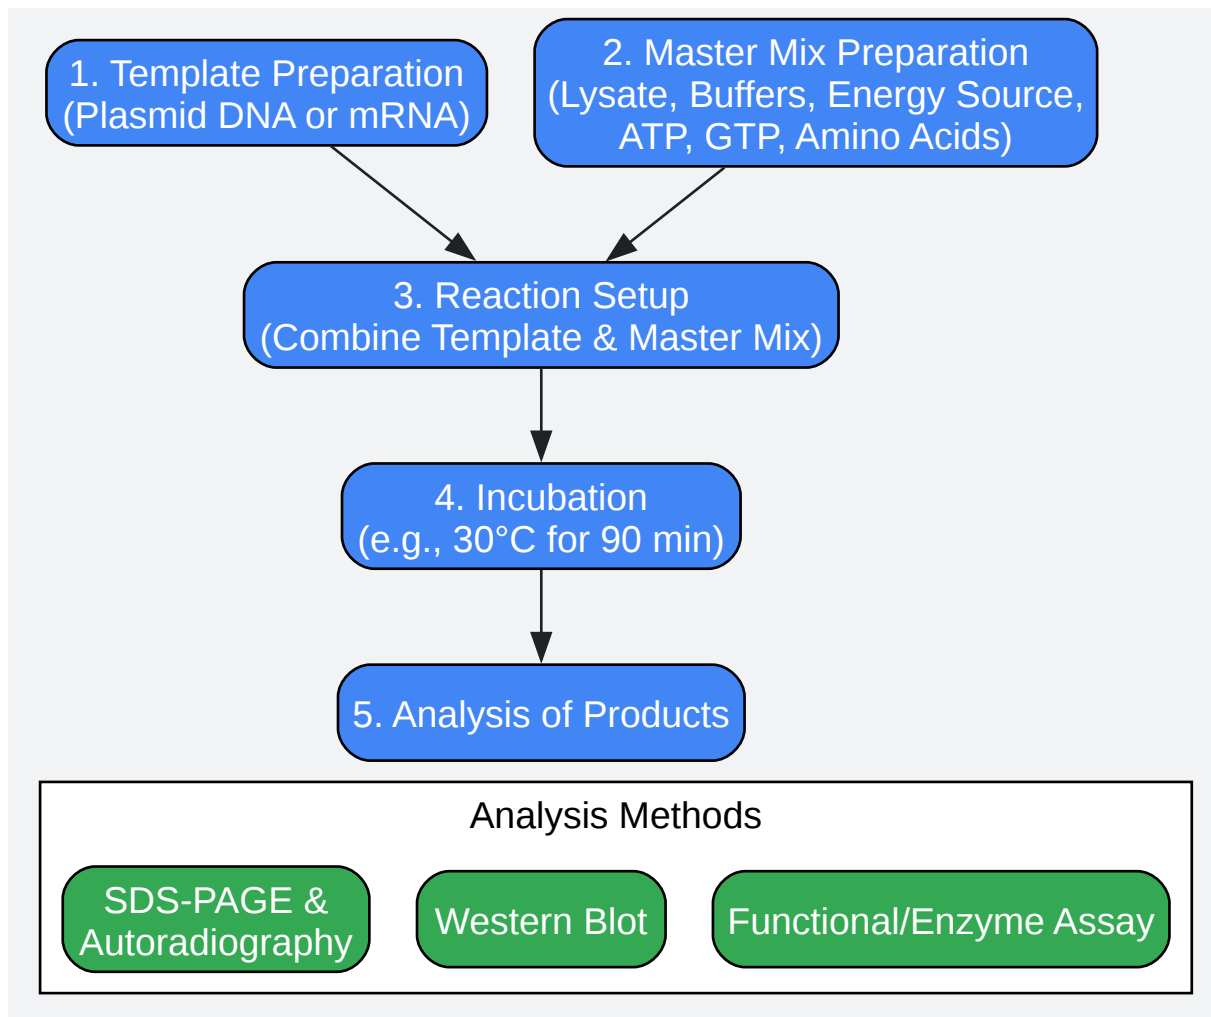 1. Template Preparation
(Plasmid DNA or mRNA)
2. Master Mix Preparation
(Lysate, Buffers, Energy Source,
ATP, GTP, Amino Acids)
3. Reaction Setup
(Combine Template & Master Mix)
4. Incubation
(e.g., 30°C for 90 min)
5. Analysis of Products
Analysis Methods
SDS-PAGE &
Autoradiography
Western Blot
Functional/Enzyme Assay